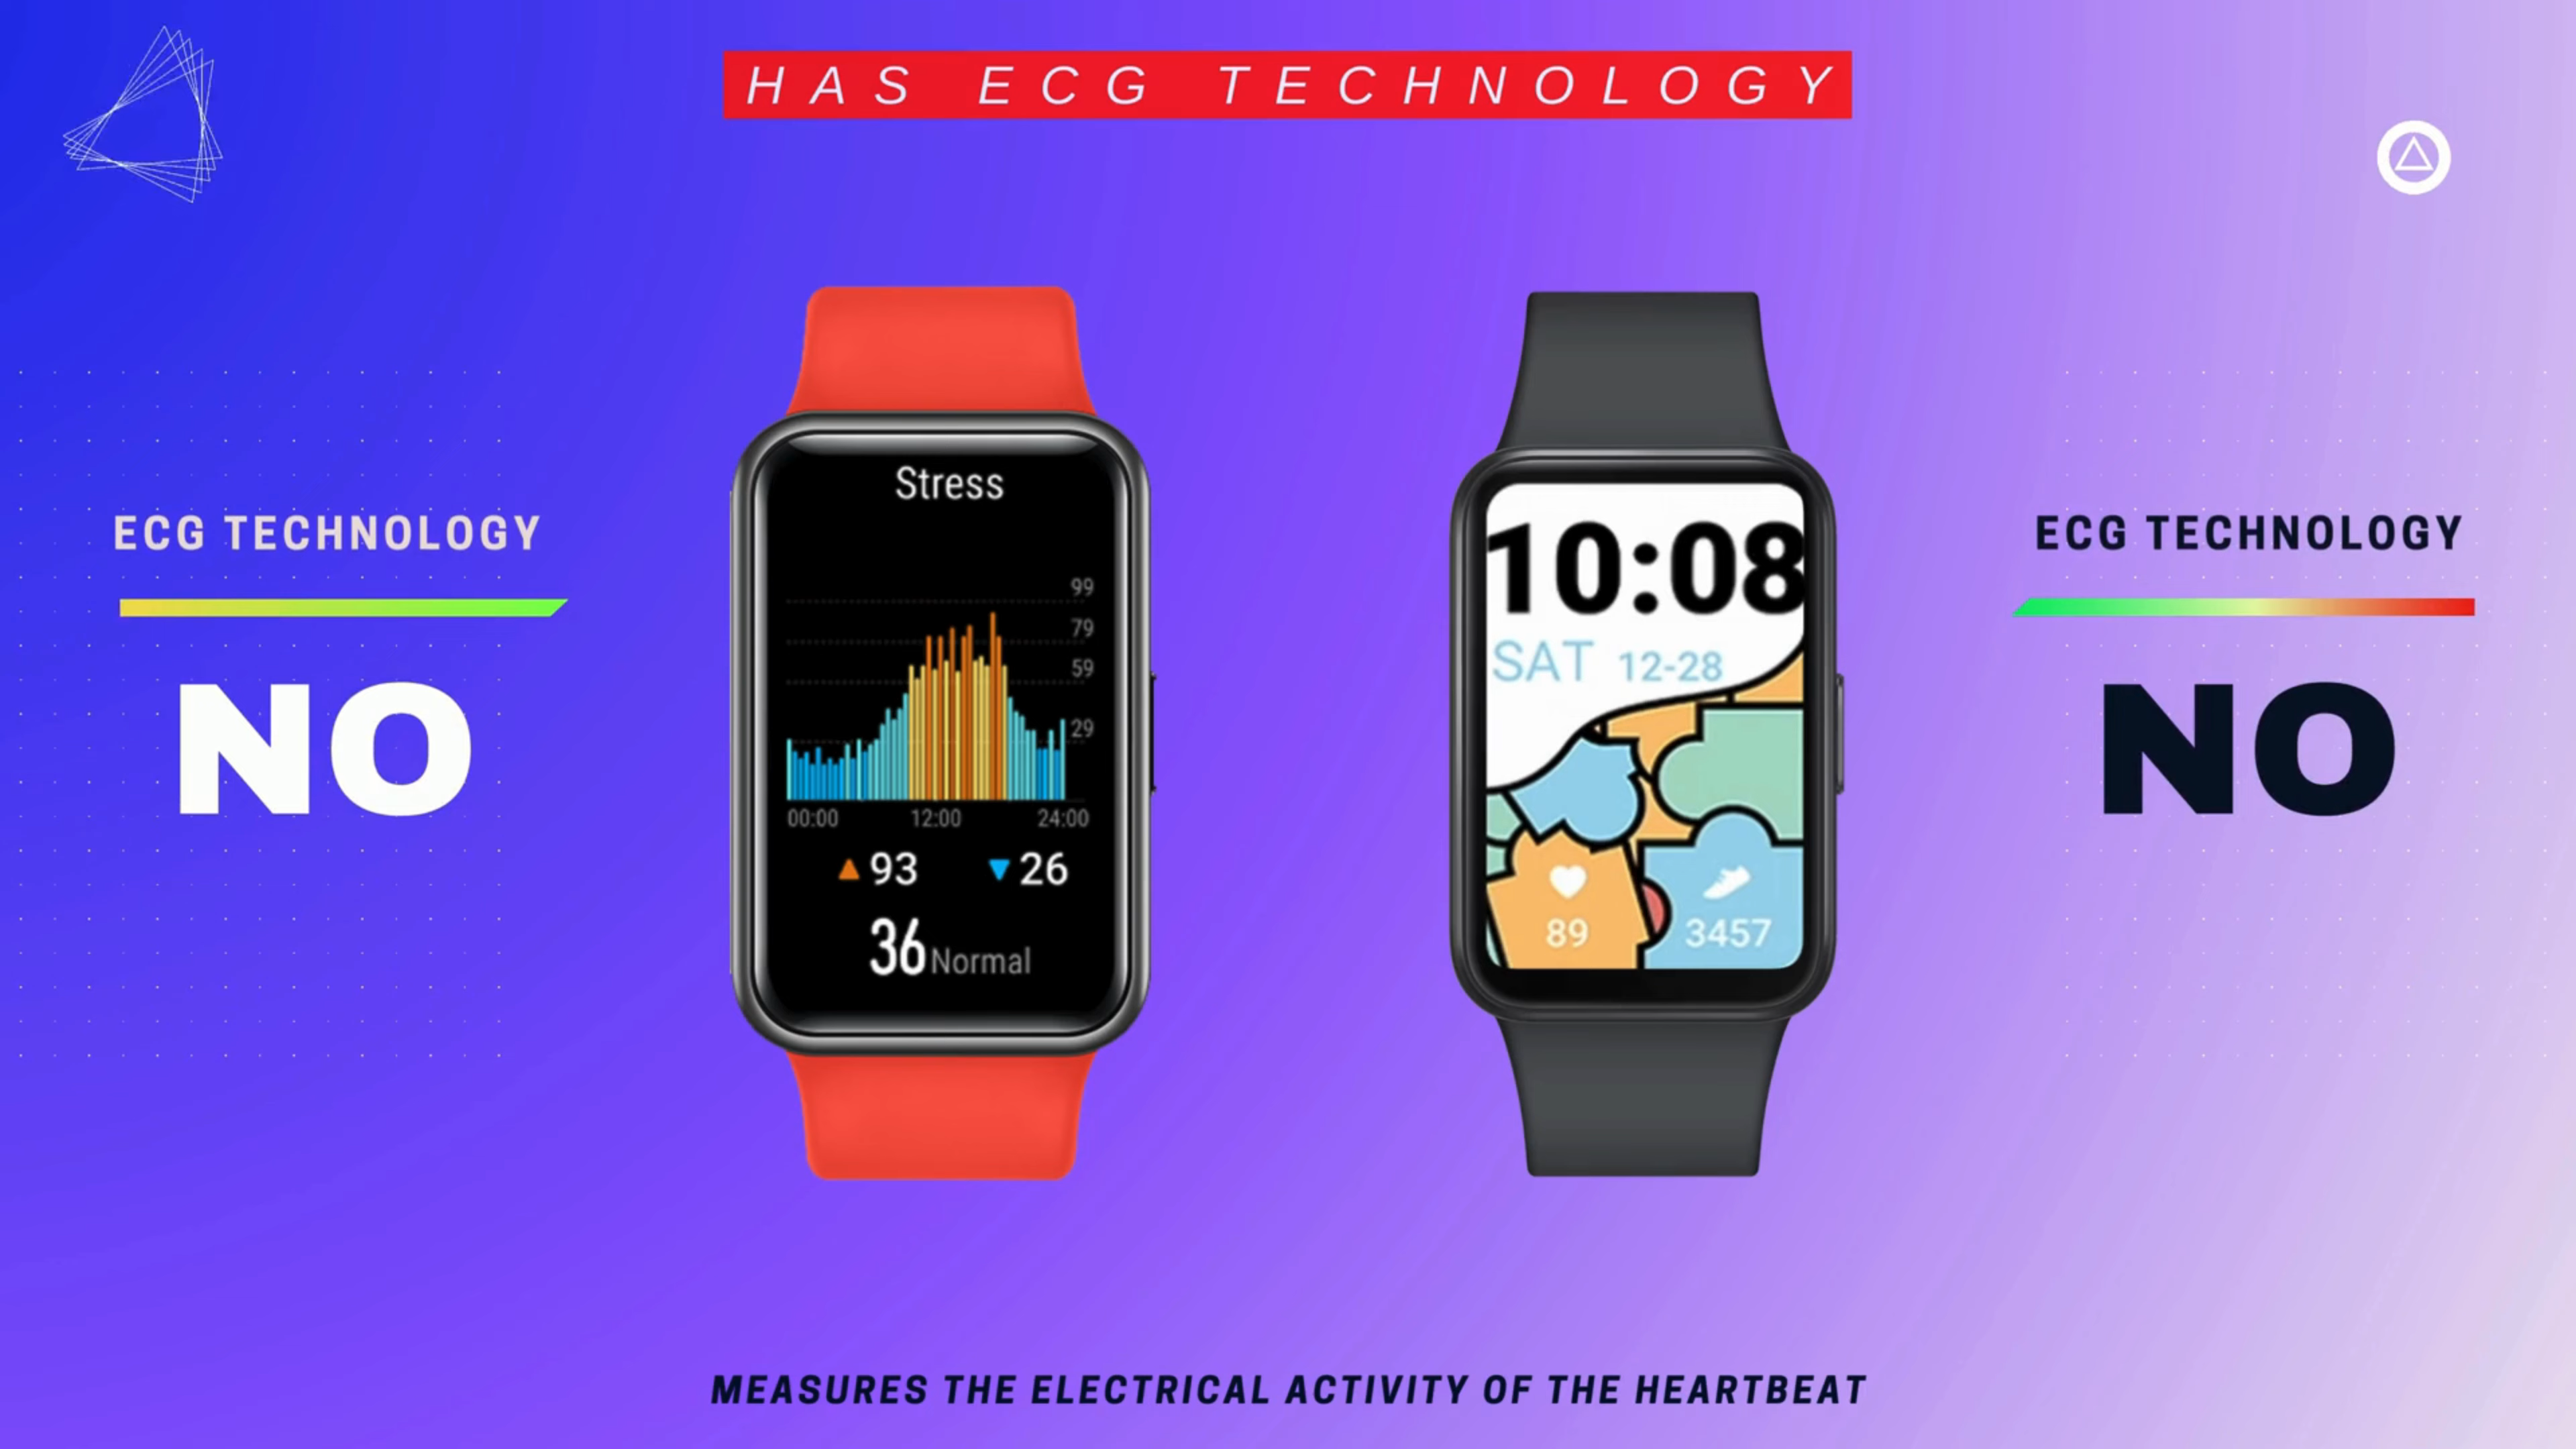 HAS ECG TECHNOLOGY
ECG TECHNOLOGY
NO
Stress
99
79
59
29
00:00 12:00 24:00
93 26
36 Normal
10:08
SAT 12-28
89 3457
ECG TECHNOLOGY
NO
MEASURES THE ELECTRICAL ACTIVITY OF THE HEARTBEAT